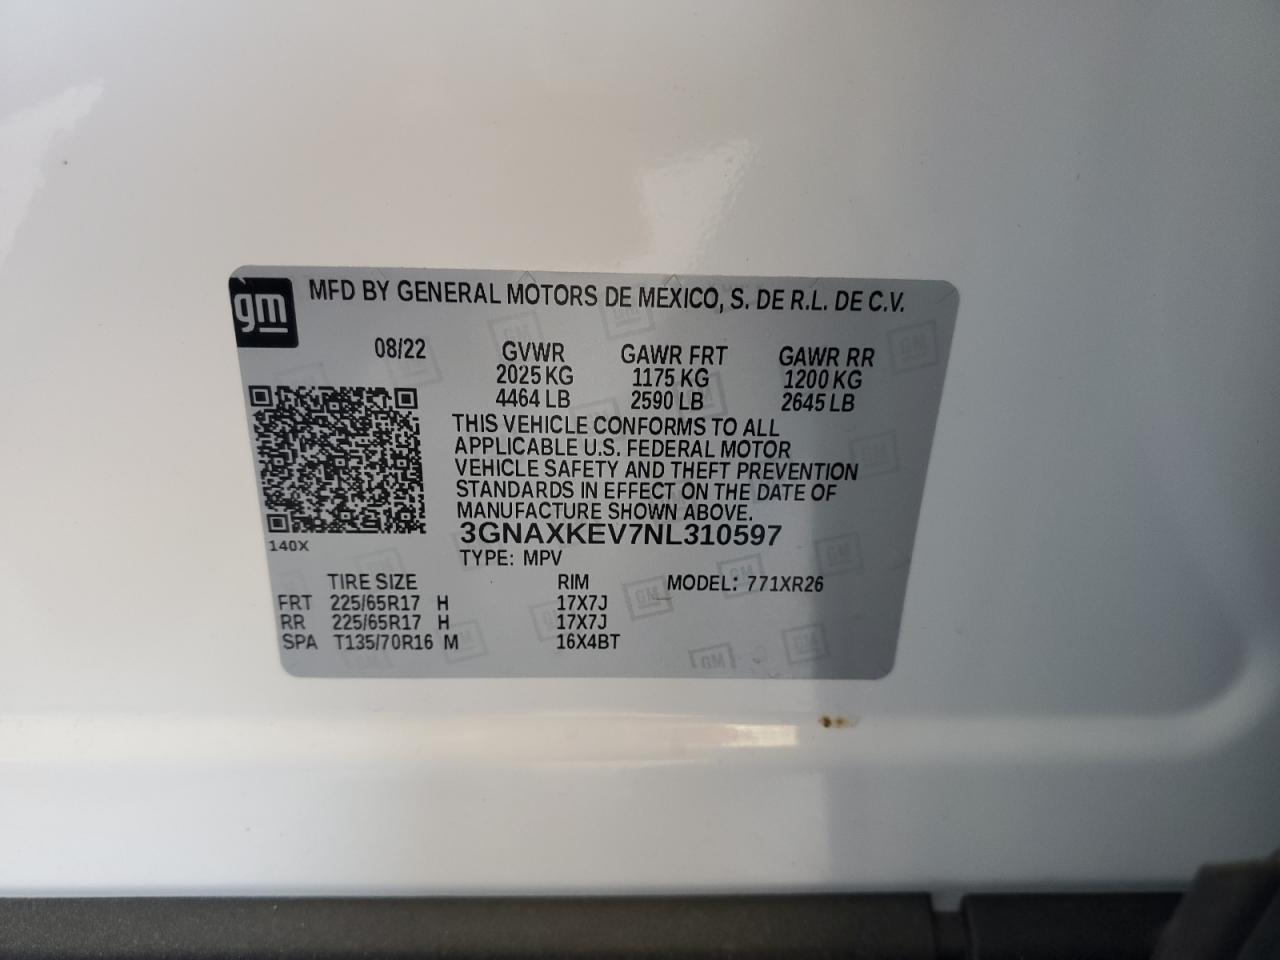 gm
MFD BY GENERAL MOTORS DE MEXICO, S. DE R.L. DE C.V.
08/22 GVWR GAWR FRT GAWR RR
2025 KG 1175 KG 1200 KG
4464 LB 2590 LB 2645 LB
THIS VEHICLE CONFORMS TO ALL
APPLICABLE U.S. FEDERAL MOTOR
VEHICLE SAFETY AND THEFT PREVENTION
STANDARDS IN EFFECT ON THE DATE OF
MANUFACTURE SHOWN ABOVE.
3GNAXKEV7NL310597
140X
TYPE: MPV
TIRE SIZE RIM MODEL: 771XR26
FRT 225/65R17 H 17X7J
RR 225/65R17 H 17X7J
SPA T135/70R16 M 16X4BT